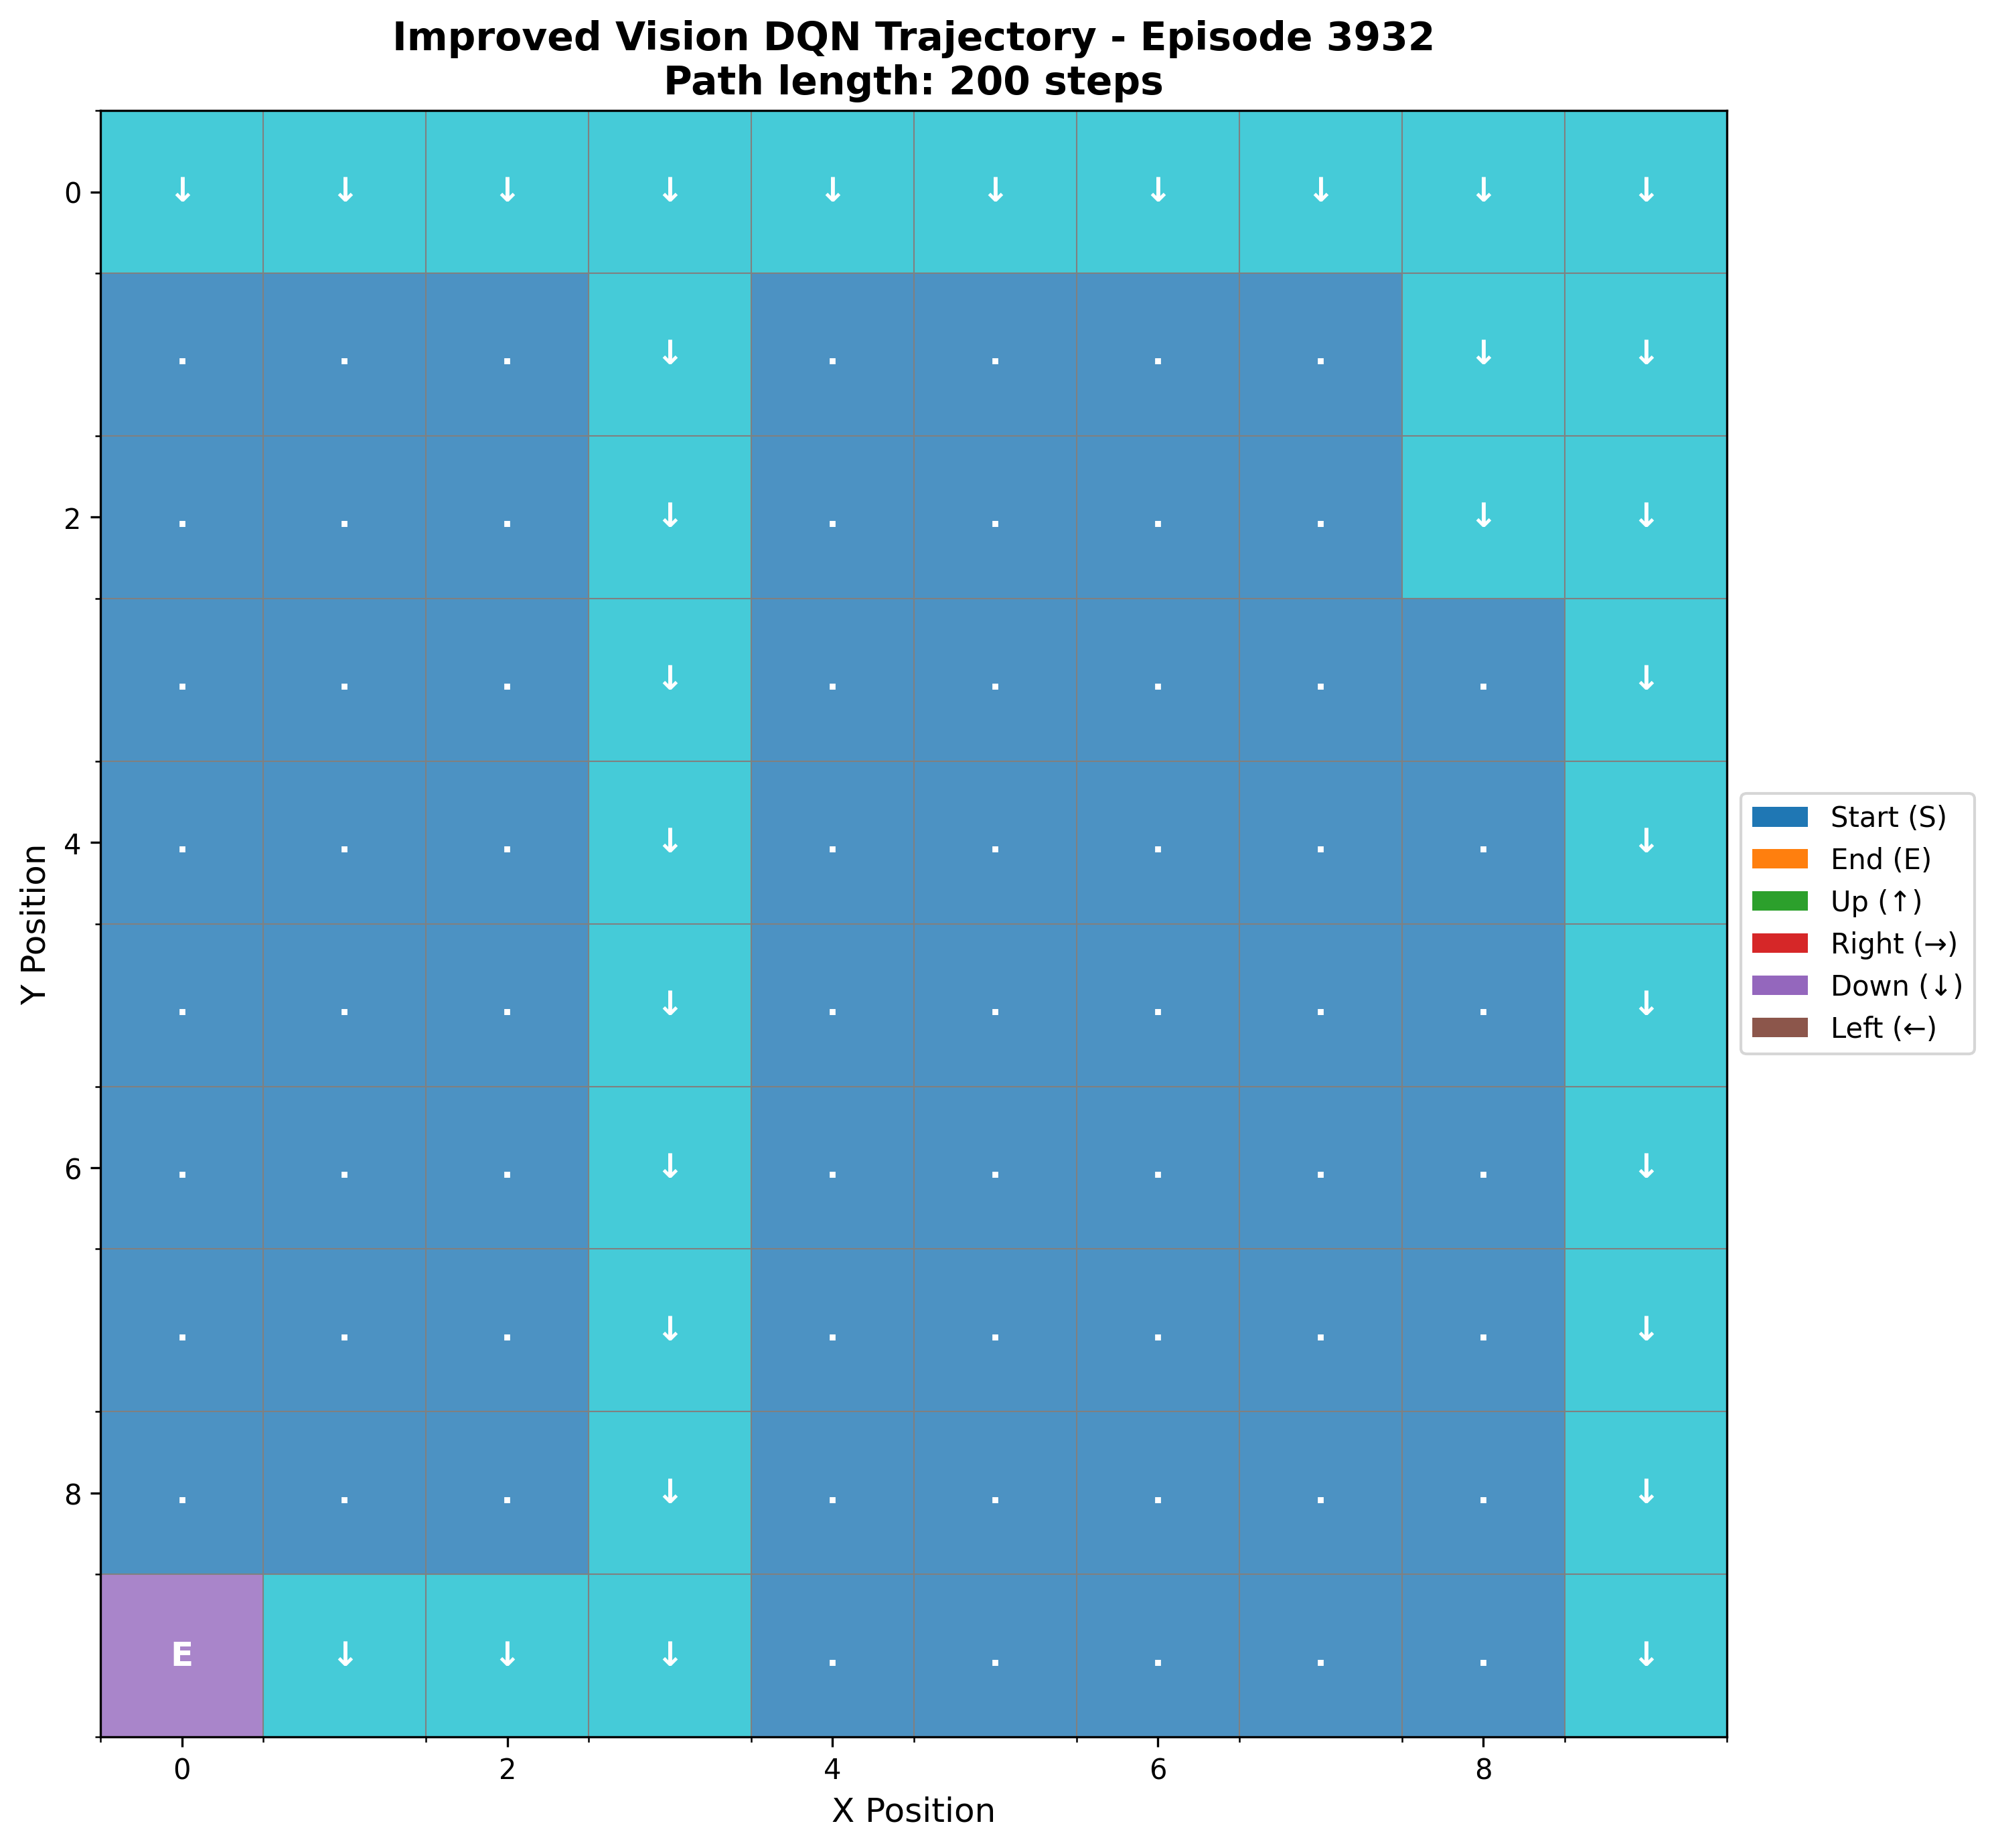 Improved Vision DQN Trajectory - Episode 3932
Path length: 200 steps
0 ↓ ↓ ↓ ↓ ↓ ↓ ↓ ↓ ↓ ↓
. . . ↓ . . . . ↓ ↓
2 . . . ↓ . . . . ↓ ↓
. . . ↓ . . . . . ↓
4 . . . ↓ . . . . . ↓
. . . ↓ . . . . . ↓
6 . . . ↓ . . . . . ↓
. . . ↓ . . . . . ↓
8 . . . ↓ . . . . . ↓
E ↓ ↓ ↓ . . . . . ↓
0 2 4 6 8
X Position
Y Position
Start (S)
End (E)
Up (↑)
Right (→)
Down (↓)
Left (←)